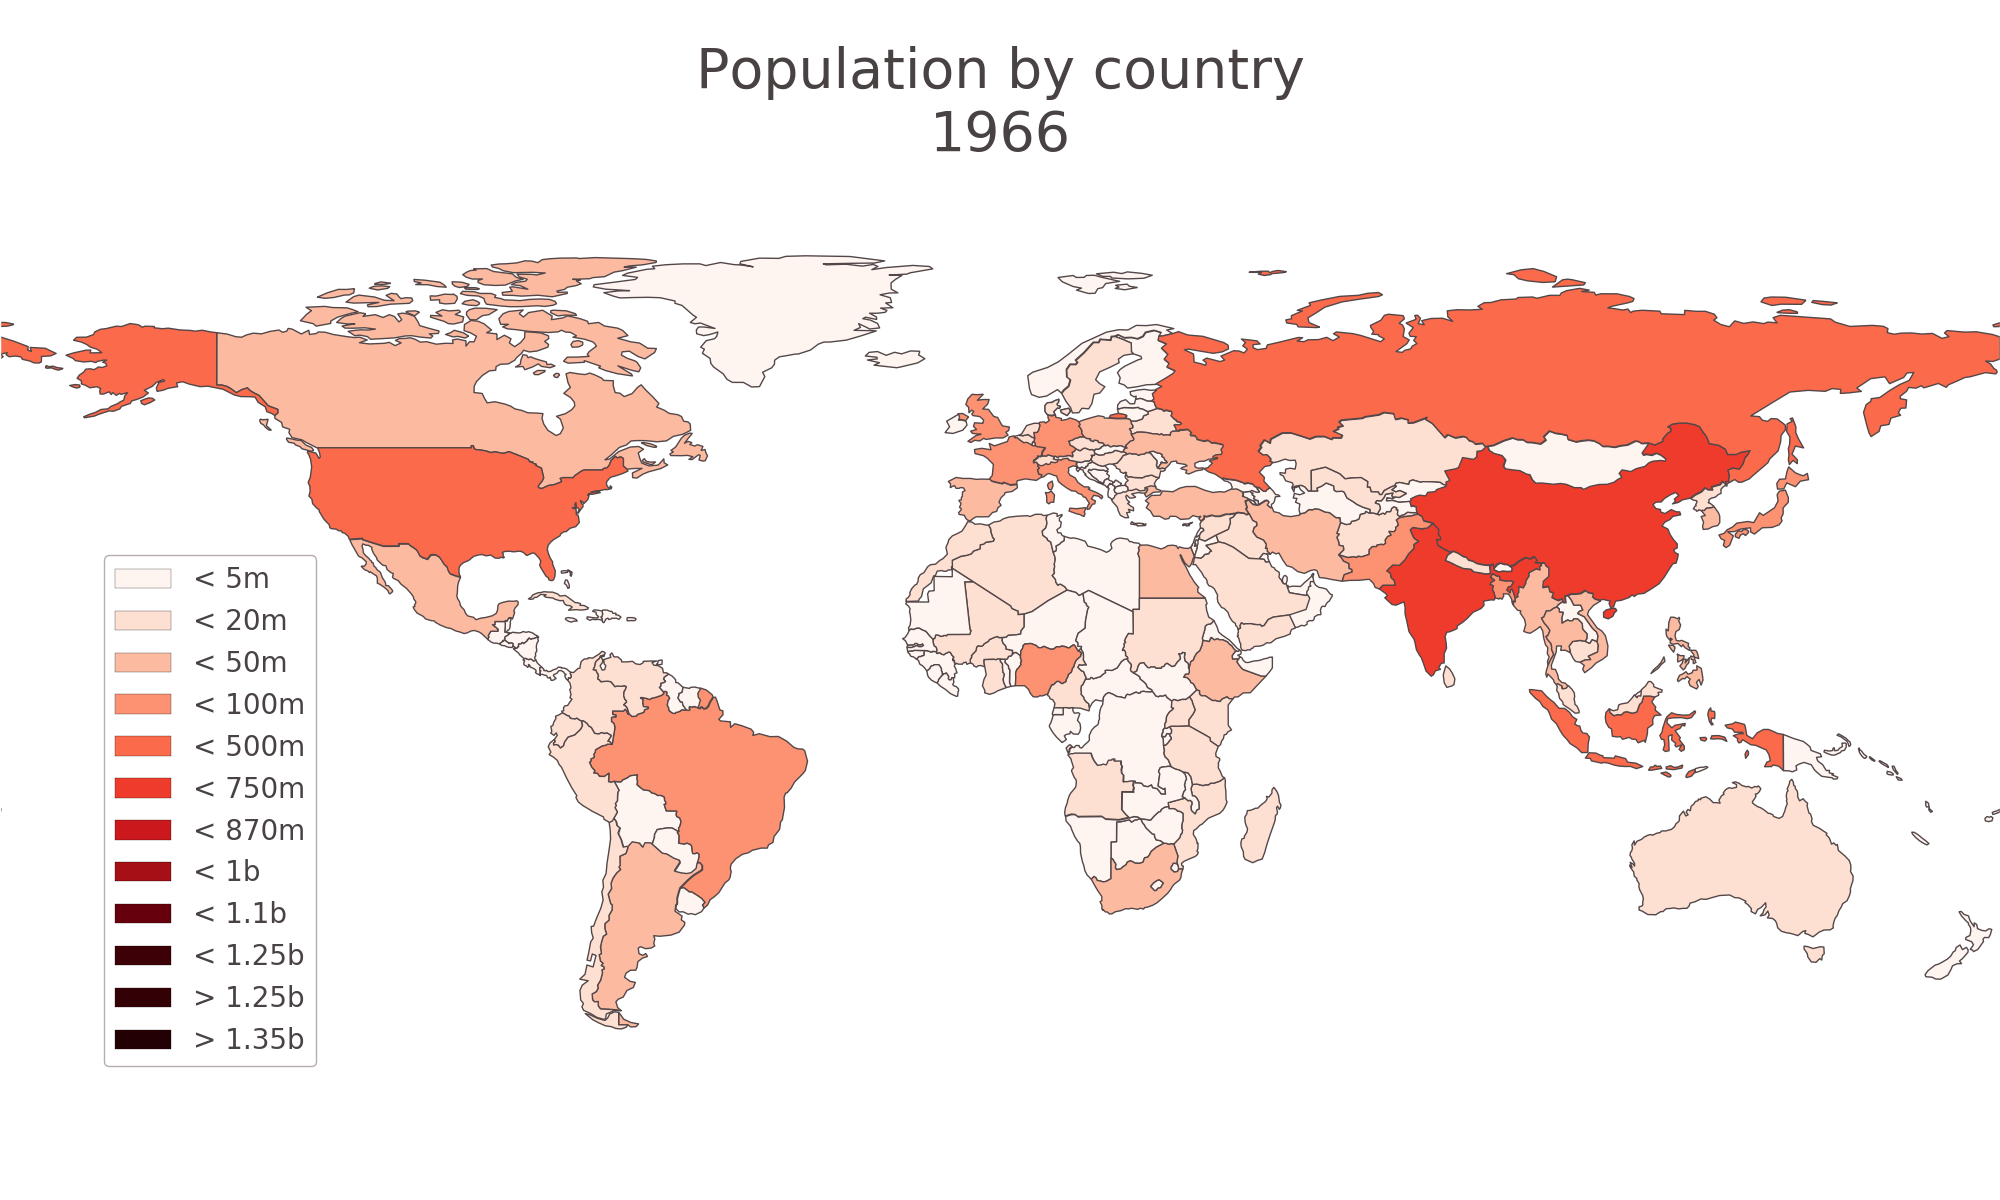 Population by country
1966
< 5m
< 20m
< 50m
< 100m
< 500m
< 750m
< 870m
< 1b
< 1.1b
< 1.25b
> 1.25b
> 1.35b